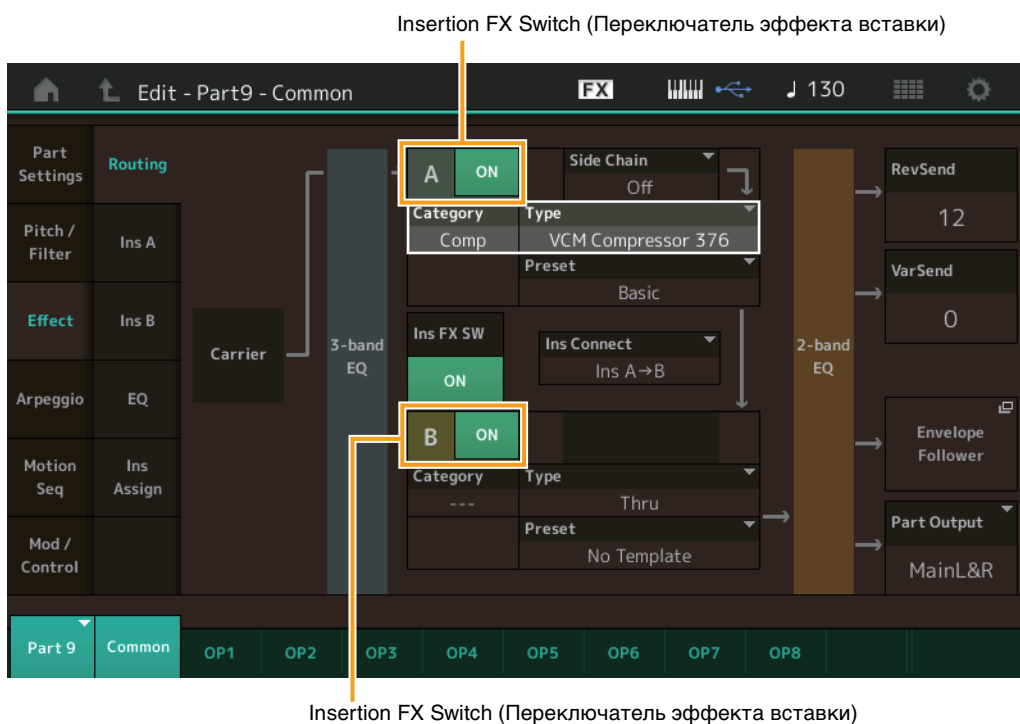 Insertion FX Switch (Переключатель эффекта вставки)
Edit - Part9 - Common
FX
♩ 130
Part
Settings
Pitch /
Filter
Effect
Arpeggio
Motion
Seq
Mod /
Control
Routing
Ins A
Ins B
EQ
Ins
Assign
Carrier
3-band
EQ
A ON
Side Chain
Off
Category
Comp
Type
VCM Compressor 376
Preset
Basic
Ins FX SW
ON
Ins Connect
Ins A→B
B ON
Category
---
Type
Thru
Preset
No Template
2-band
EQ
RevSend
12
VarSend
0
Envelope
Follower
Part Output
MainL&R
Part 9 Common OP1 OP2 OP3 OP4 OP5 OP6 OP7 OP8
Insertion FX Switch (Переключатель эффекта вставки)